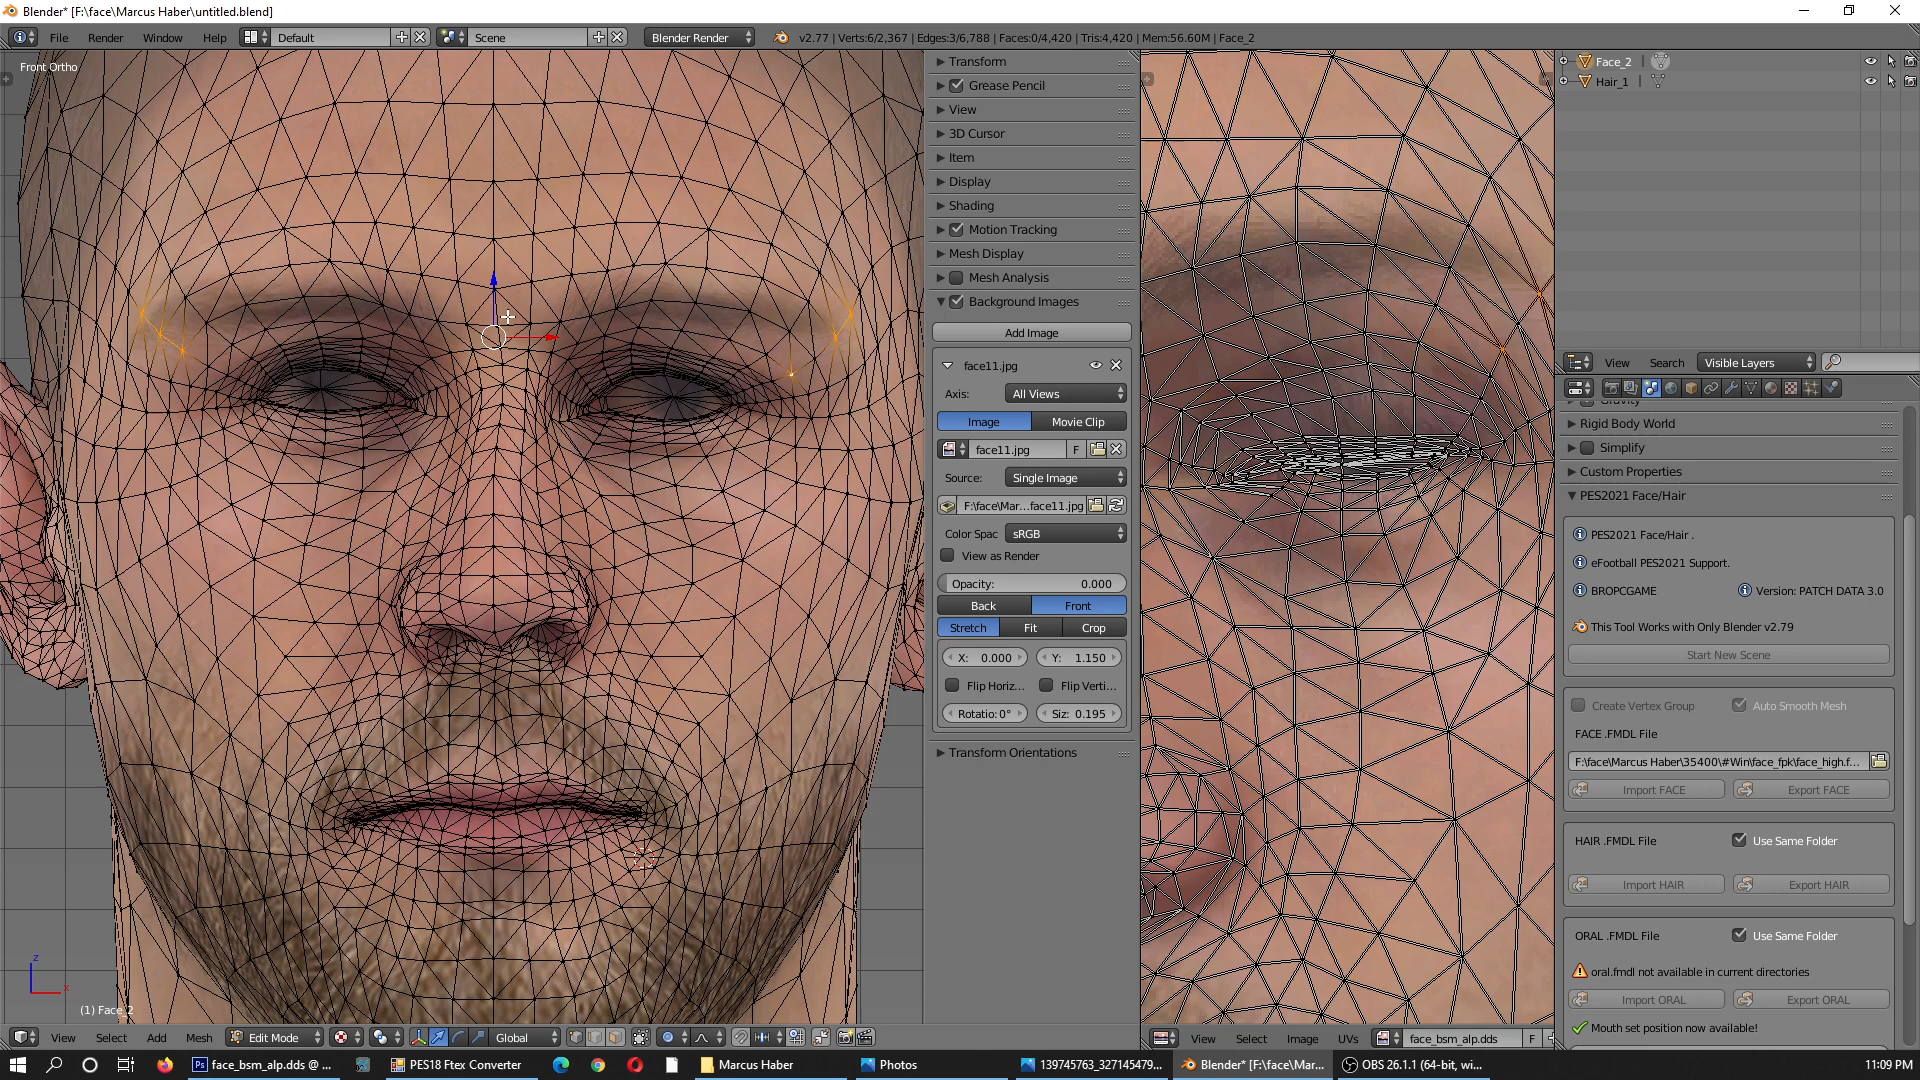 Blender* [F:\face\Marcus Haber\untitled.blend]
File Render Window Help Default Scene Blender Render v2.77 | Verts:6/2,367 | Edges:3/6,788 | Faces:0/4,420 | Tris:4,420 | Mem:56.60M | Face_2
Front Ortho
(1) Face_2
z
x
Transform
Grease Pencil
View
3D Cursor
Item
Display
Shading
Motion Tracking
Mesh Display
Mesh Analysis
Background Images
Add Image
face11.jpg
Axis: All Views
Image Movie Clip
face11.jpg F
Source: Single Image
F:\face\Mar...face11.jpg
Color Spac sRGB
View as Render
Opacity: 0.000
Back Front
Stretch Fit Crop
X: 0.000 Y: 1.150
Flip Horiz... Flip Verti...
Rotatio: 0° Siz: 0.195
Transform Orientations
Face_2
Hair_1
View Search Visible Layers
Rigid Body World
Simplify
Custom Properties
PES2021 Face/Hair
PES2021 Face/Hair .
eFootball PES2021 Support.
BROPCGAME Version: PATCH DATA 3.0
This Tool Works with Only Blender v2.79
Start New Scene
Create Vertex Group Auto Smooth Mesh
FACE .FMDL File
F:\face\Marcus Haber\35400\#Win\face_fpk\face_high.f...
Import FACE Export FACE
HAIR .FMDL File Use Same Folder
Import HAIR Export HAIR
ORAL .FMDL File Use Same Folder
oral.fmdl not available in current directories
Import ORAL Export ORAL
Mouth set position now available!
View Select Add Mesh Edit Mode Global
View Select Image UVs face_bsm_alp.dds F
face_bsm_alp.dds @ ... PES18 Ftex Converter Marcus Haber Photos 139745763_327145479... Blender* [F:\face\Mar... OBS 26.1.1 (64-bit, wi... 11:09 PM